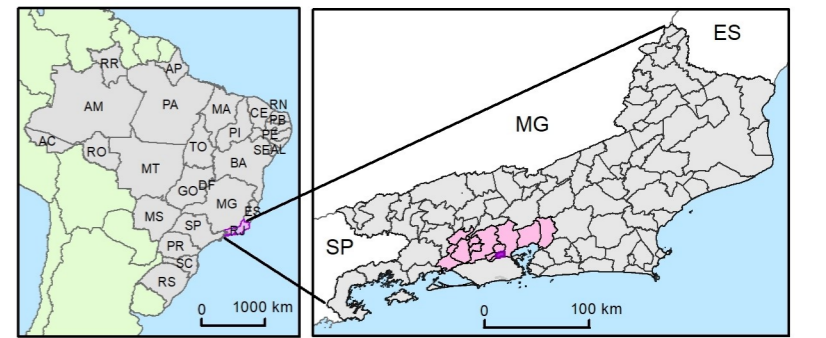 RR
AP
AM
PA
MA
CE
RN
PB
PI
PE
AC
TO
SE
AL
RO
BA
MT
GO
DF
MS
MG
ES
SP
RJ
PR
SC
RS
0 1000 km
ES
MG
SP
0 100 km